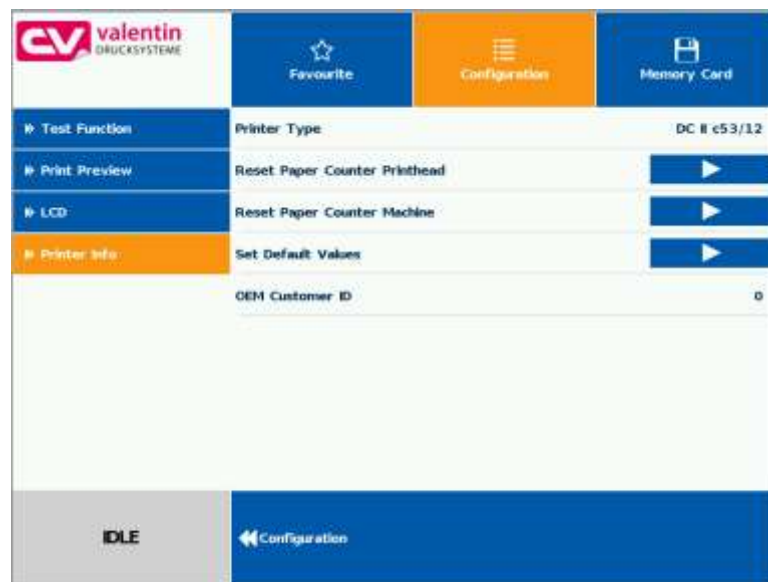 CV valentin
DRUCKSYSTEME
Favourite
Configuration
Memory Card
Test Function
Print Preview
LCD
Printer Info
Printer Type DC II c53/12
Reset Paper Counter Printhead
Reset Paper Counter Machine
Set Default Values
OEM Customer ID 0
IDLE
Configuration